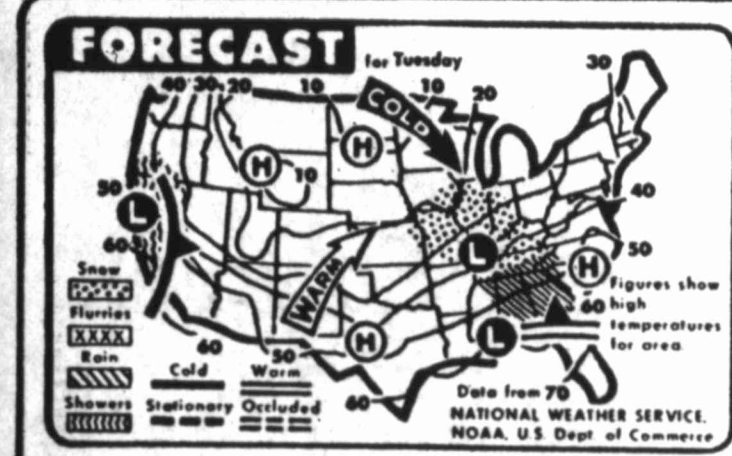 FORECAST
for Tuesday
40 30 20 10 10 20 30
COLD
H
H
10
50
L
60
40
50
L
H
WARM
Snow
Flurries
Rain
Showers
Figures show
60 high
temperatures
for area.
H
L
60
50
60
70
Cold Warm
Stationary Occluded
Data from
NATIONAL WEATHER SERVICE,
NOAA, U.S. Dept. of Commerce